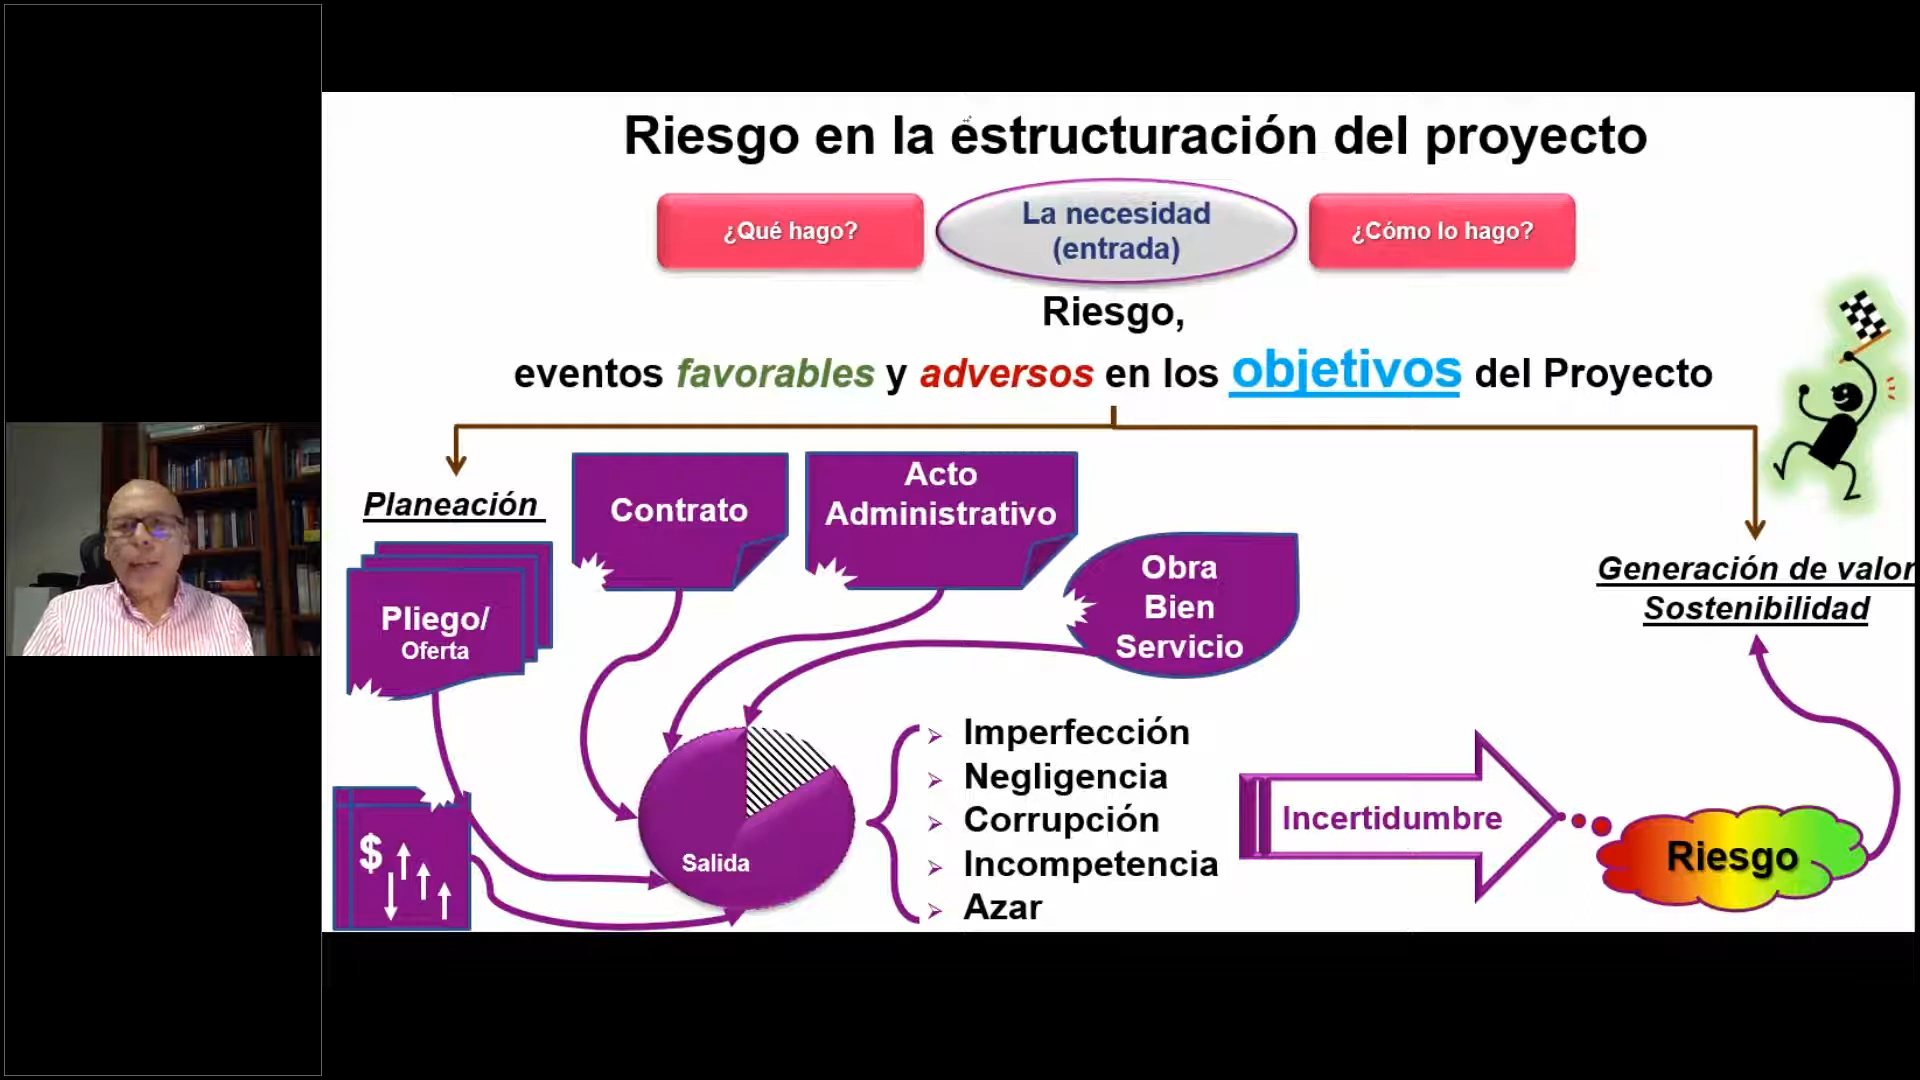 Riesgo en la estructuración del proyecto
¿Qué hago?
La necesidad
(entrada)
¿Cómo lo hago?
Riesgo,
eventos favorables y adversos en los objetivos del Proyecto
Planeación
Contrato
Acto
Administrativo
Obra
Bien
Servicio
Generación de valor
Sostenibilidad
Pliego/
Oferta
$
Salida
Imperfección
Negligencia
Corrupción
Incompetencia
Azar
Incertidumbre
Riesgo